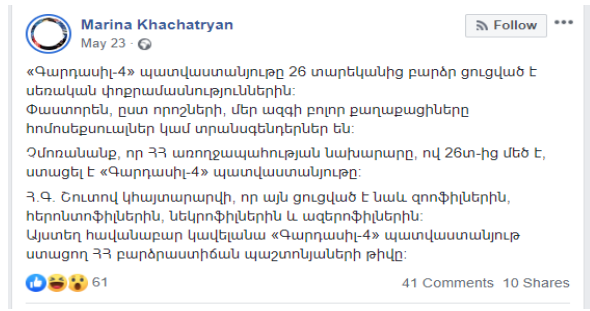 Marina Khachatryan
Follow
May 23
«Գարդասիլ-4» պատվաստանյութը 26 տարեկանից բարձր ցուցված է
սեռական փոքրամասնություններին:
Փաստորեն, ըստ որոշների, մեր ազգի բոլոր քաղաքացիները
հոմոսեքսուալներ կամ տրանսգենդերներ են:
Չմոռանանք, որ ՀՀ առողջապահության նախարարը, ով 26տ-ից մեծ է,
ստացել է «Գարդասիլ-4» պատվաստանյութը:
Հ.Գ. Շուտով կհայտարարվի, որ այն ցուցված է նաև զոոֆիլներին,
հերոնտոֆիլներին, նեկրոֆիլներին և ազերոֆիլներին:
Այստեղ հավանաբար կավելանա «Գարդասիլ-4» պատվաստանյութ
ստացող ՀՀ բարձրաստիճան պաշտոնյաների թիվը:
61
41 Comments 10 Shares